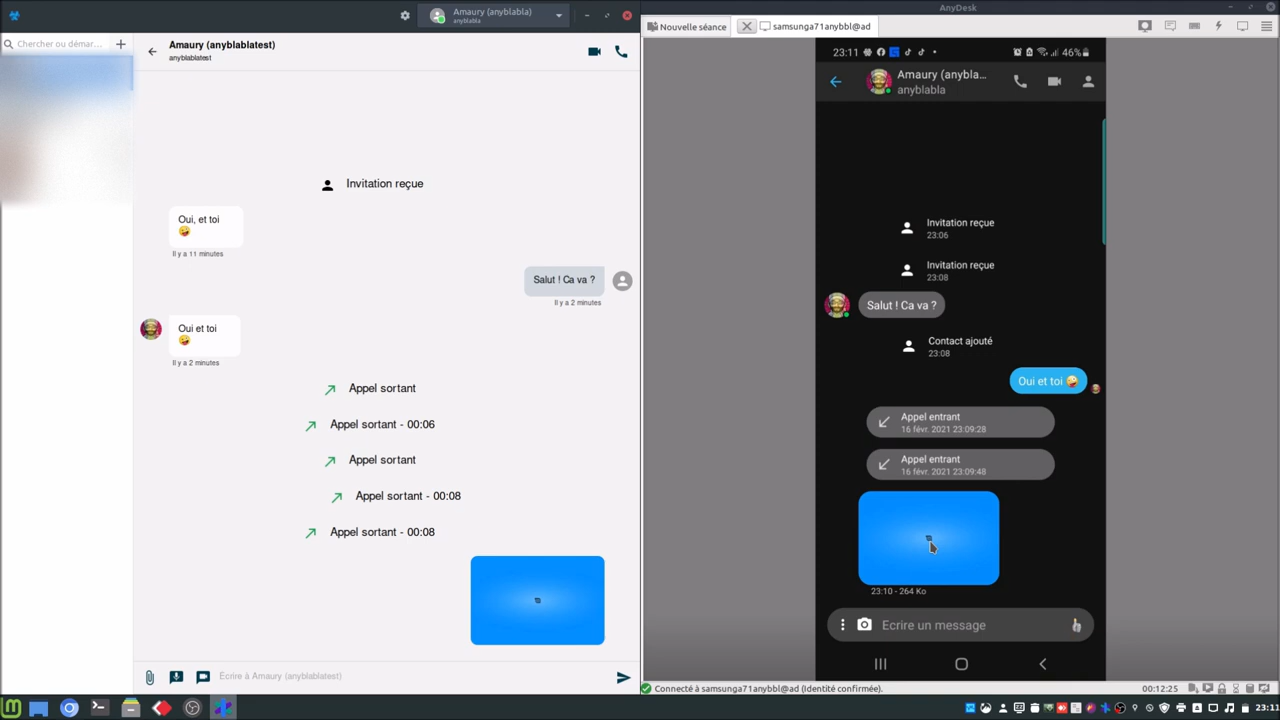 Amaury (anyblabla)
anyblabla
Chercher ou démar...
Amaury (anyblablatest)
anyblablatest
Invitation reçue
Oui, et toi
Il y a 11 minutes
Salut ! Ca va ?
Il y a 2 minutes
Oui et toi
Il y a 2 minutes
Appel sortant
Appel sortant - 00:06
Appel sortant
Appel sortant - 00:08
Appel sortant - 00:08
Ecrire à Amaury (anyblablatest)
AnyDesk
Nouvelle séance
samsunga71anybbl@ad
23:11
46%
Amaury (anybla...
anyblabla
Invitation reçue
23:06
Invitation reçue
23:08
Salut ! Ca va ?
Contact ajouté
23:08
Oui et toi
Appel entrant
16 févr. 2021 23:09:28
Appel entrant
16 févr. 2021 23:09:48
23:10 - 264 Ko
Ecrire un message
Connecté à samsunga71anybbl@ad (Identité confirmée).
00:12:25
23:11